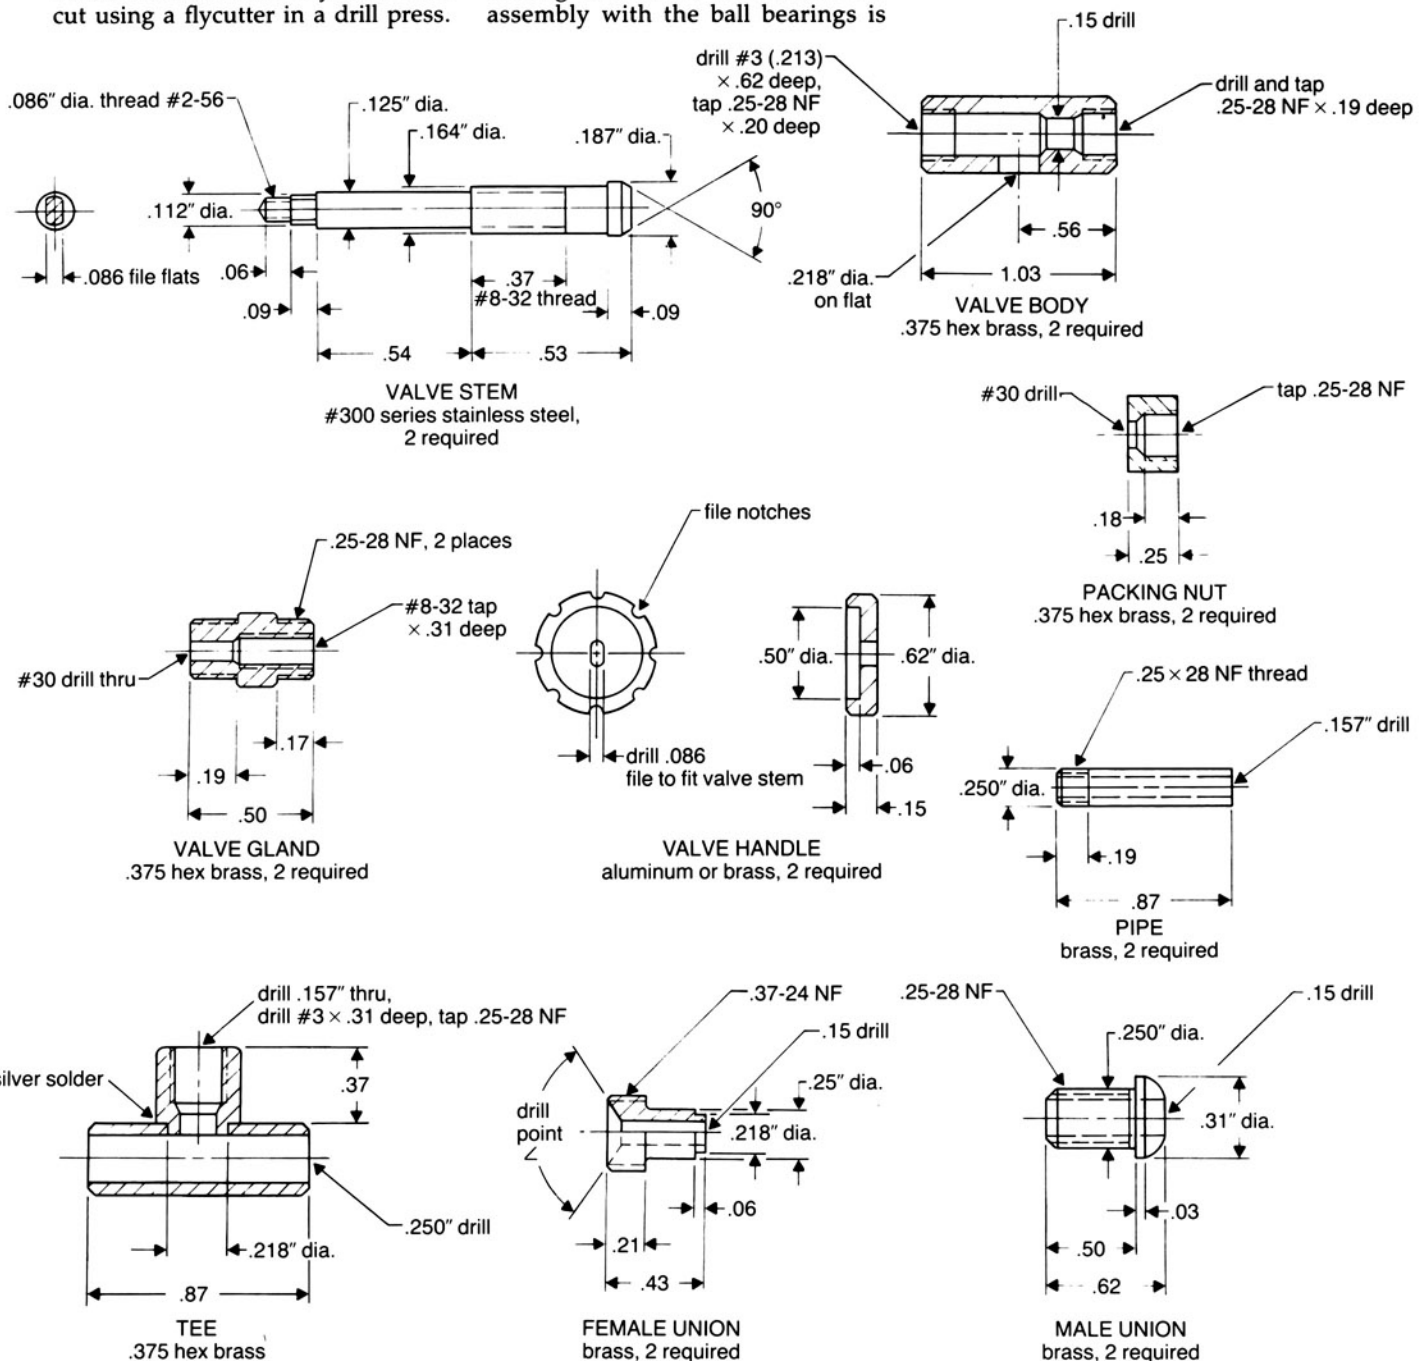 cut using a flycutter in a drill press.
assembly with the ball bearings is
.086" dia. thread #2-56
.125" dia.
.164" dia.
.187" dia.
.112" dia.
90°
.086 file flats
.06
.09
.37
#8-32 thread
.09
.54
.53
VALVE STEM
#300 series stainless steel,
2 required
.15 drill
drill #3 (.213)
× .62 deep,
tap .25-28 NF
× .20 deep
drill and tap
.25-28 NF × .19 deep
.56
1.03
.218" dia.
on flat
VALVE BODY
.375 hex brass, 2 required
#30 drill
tap .25-28 NF
.18
.25
PACKING NUT
.375 hex brass, 2 required
.25-28 NF, 2 places
#8-32 tap
× .31 deep
#30 drill thru
.17
.19
.50
VALVE GLAND
.375 hex brass, 2 required
file notches
.50" dia.
.62" dia.
drill .086
file to fit valve stem
.06
.15
VALVE HANDLE
aluminum or brass, 2 required
.25 × 28 NF thread
.157" drill
.250" dia.
.19
.87
PIPE
brass, 2 required
drill .157" thru,
drill #3 × .31 deep, tap .25-28 NF
silver solder
.37
.250" drill
.218" dia.
.87
TEE
.375 hex brass
.37-24 NF
.15 drill
.25" dia.
drill
point
.218" dia.
.06
.21
.43
FEMALE UNION
brass, 2 required
.25-28 NF
.15 drill
.250" dia.
.31" dia.
.03
.50
.62
MALE UNION
brass, 2 required